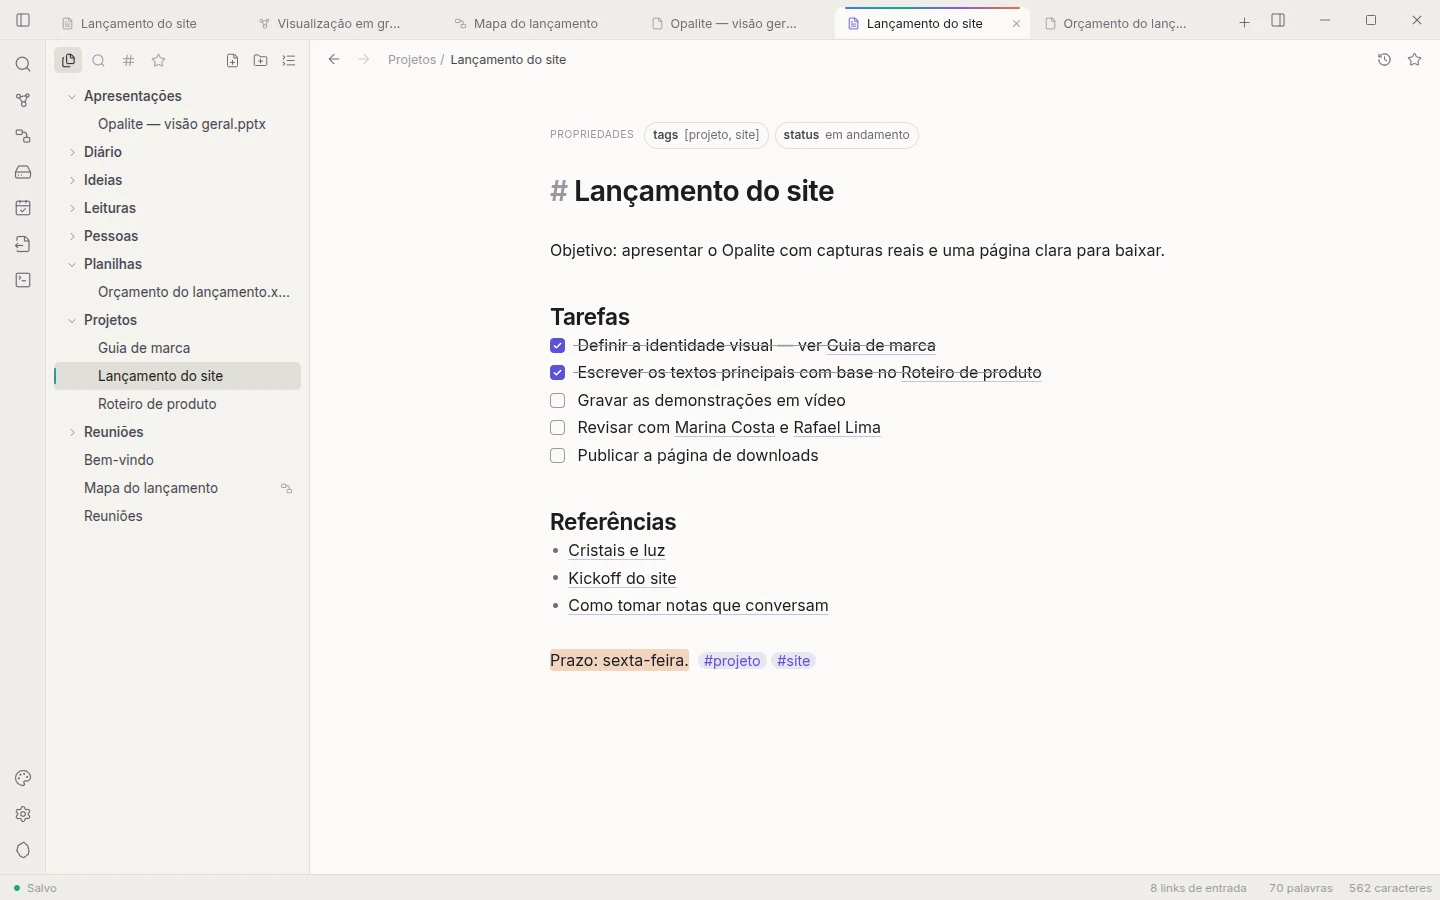 Lançamento do site
Visualização em gr...
Mapa do lançamento
Opalite — visão ger...
Lançamento do site
Orçamento do lanç...
Projetos / Lançamento do site
Apresentações
Opalite — visão geral.pptx
Diário
Ideias
Leituras
Pessoas
Planilhas
Orçamento do lançamento.x...
Projetos
Guia de marca
Lançamento do site
Roteiro de produto
Reuniões
Bem-vindo
Mapa do lançamento
Reuniões
PROPRIEDADES tags [projeto, site] status em andamento
# Lançamento do site
Objetivo: apresentar o Opalite com capturas reais e uma página clara para baixar.
Tarefas
Definir a identidade visual — ver Guia de marca
Escrever os textos principais com base no Roteiro de produto
Gravar as demonstrações em vídeo
Revisar com Marina Costa e Rafael Lima
Publicar a página de downloads
Referências
Cristais e luz
Kickoff do site
Como tomar notas que conversam
Prazo: sexta-feira. #projeto #site
Salvo
8 links de entrada 70 palavras 562 caracteres